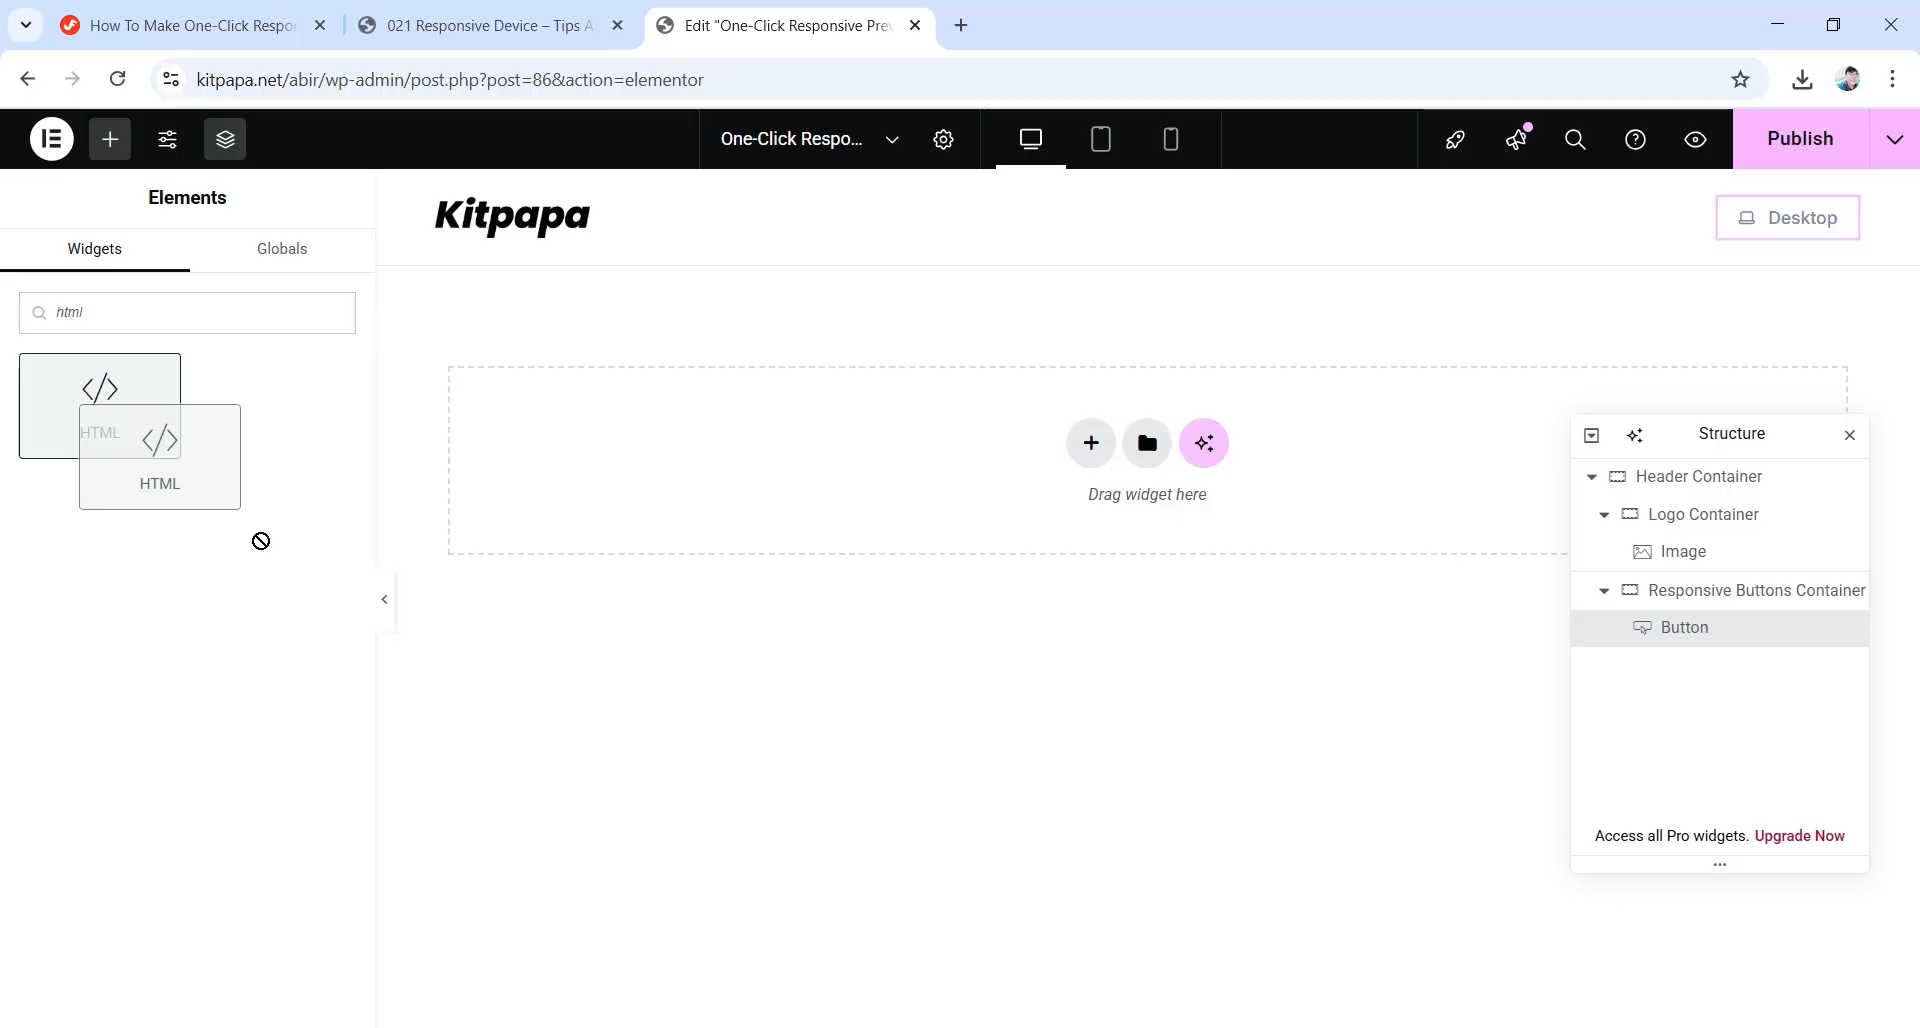 How To Make One-Click Respon
021 Responsive Device – Tips A
Edit "One-Click Responsive Prev
kitpapa.net/abir/wp-admin/post.php?post=86&action=elementor
One-Click Respo...
Publish
Elements
Widgets
Globals
html
HTML
HTML
Kitpapa
Desktop
Drag widget here
Structure
Header Container
Logo Container
Image
Responsive Buttons Container
Button
Access all Pro widgets. Upgrade Now